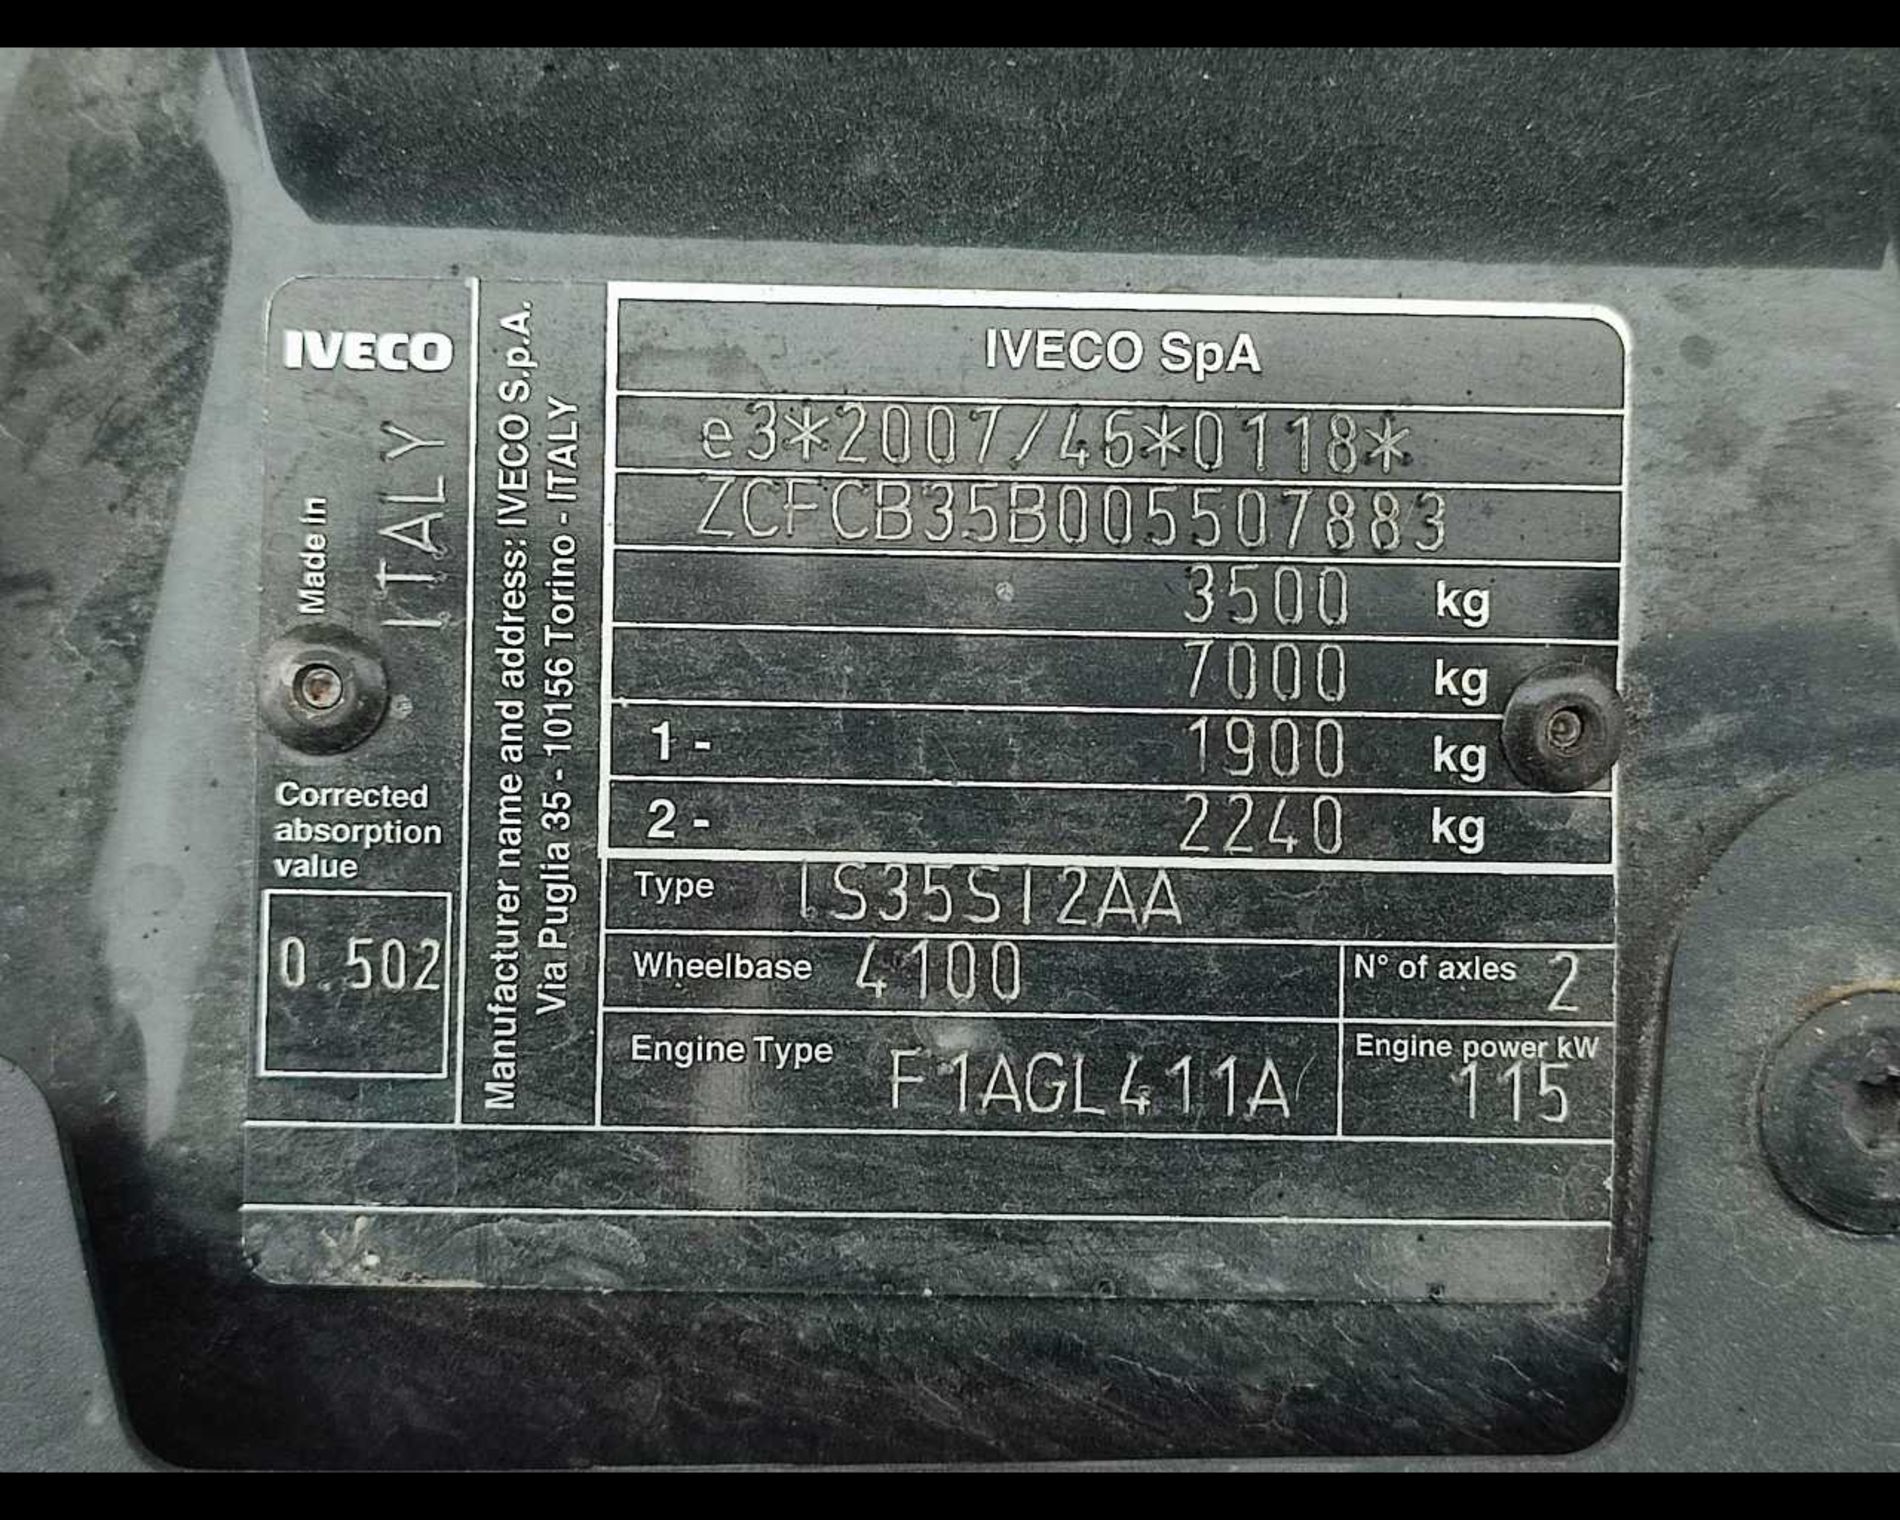 IVECO
Made in
ITALY
Corrected
absorption
value
0.502
Manufacturer name and address: IVECO S.p.A.
Via Puglia 35 - 10156 Torino - ITALY
IVECO SpA
e3*2007/46*0118*
ZCFCB35B005507883
3500 kg
7000 kg
1 - 1900 kg
2 - 2240 kg
Type IS35SI2AA
Wheelbase 4100 N° of axles 2
Engine Type F1AGL411A Engine power kW
115